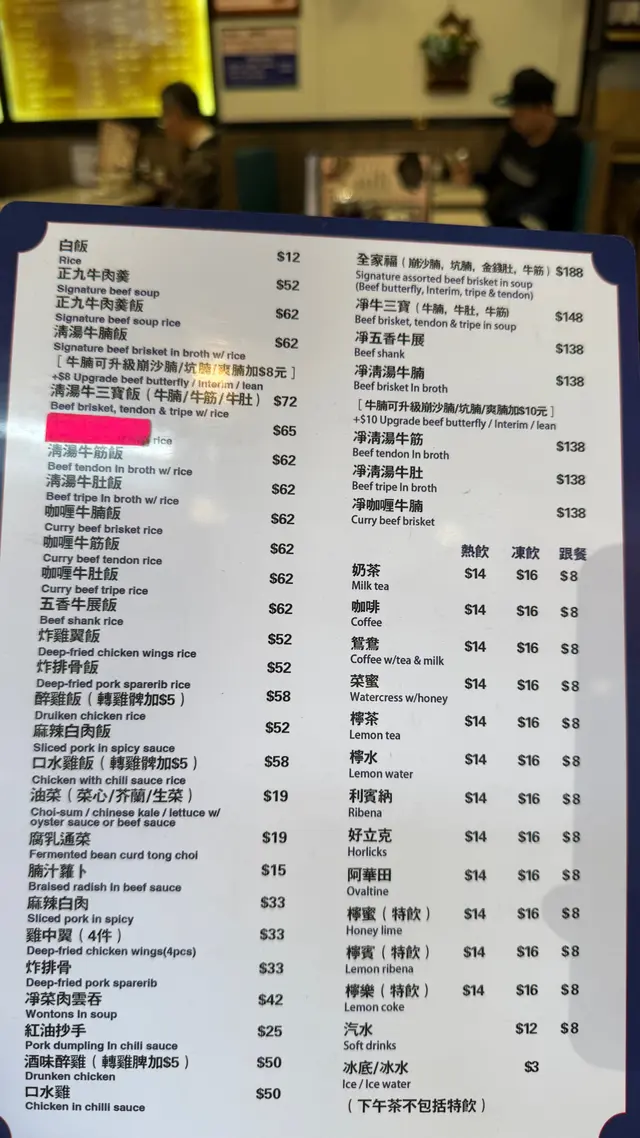 白飯 $12
Rice
正九牛肉羹 $52
Signature beef soup
正九牛肉羹飯 $62
Signature beef soup rice
清湯牛腩飯 $62
Signature beef brisket in broth w/ rice
[ 牛腩可升級崩沙腩/坑腩/爽腩加$8元 ]
+$8 Upgrade beef butterfly / Interim / lean
清湯牛三寶飯 ( 牛腩/牛筋/牛肚 ) $72
Beef brisket, tendon & tripe w/ rice
$65
rice
清湯牛筋飯 $62
Beef tendon In broth w/ rice
清湯牛肚飯 $62
Beef tripe In broth w/ rice
咖喱牛腩飯 $62
Curry beef brisket rice
咖喱牛筋飯 $62
Curry beef tendon rice
咖喱牛肚飯 $62
Curry beef tripe rice
五香牛展飯 $62
Beef shank rice
炸雞翼飯 $52
Deep-fried chicken wings rice
炸排骨飯 $52
Deep-fried pork sparerib rice
醉雞飯 ( 轉雞髀加$5 ) $58
Druiken chicken rice
麻辣白肉飯 $52
Sliced pork in spicy sauce
口水雞飯 ( 轉雞髀加$5 ) $58
Chicken with chili sauce rice
油菜 ( 菜心/芥蘭/生菜 ) $19
Choi-sum / chinese kale / lettuce w/
oyster sauce or beef sauce
腐乳通菜 $19
Fermented bean curd tong choi
腩汁蘿卜 $15
Braised radish in beef sauce
麻辣白肉 $33
Sliced pork in spicy
雞中翼 ( 4件 ) $33
Deep-fried chicken wings(4pcs)
炸排骨 $33
Deep-fried pork sparerib
淨菜肉雲吞 $42
Wontons In soup
紅油抄手 $25
Pork dumpling In chili sauce
酒味醉雞 ( 轉雞髀加$5 ) $50
Drunken chicken
口水雞 $50
Chicken in chilli sauce
全家福 ( 崩沙腩, 坑腩, 金錢肚, 牛筋 ) $188
Signature assorted beef brisket in soup
(Beef butterfly, Interim, tripe & tendon)
淨牛三寶 ( 牛腩, 牛肚, 牛筋) $148
Beef brisket, tendon & tripe in soup
淨五香牛展 $138
Beef shank
淨清湯牛腩 $138
Beef brisket In broth
[ 牛腩可升級崩沙腩/坑腩/爽腩加$10元 ]
+$10 Upgrade beef butterfly / Interim / lean
淨清湯牛筋 $138
Beef tendon In broth
淨清湯牛肚 $138
Beef tripe In broth
淨咖喱牛腩 $138
Curry beef brisket
熱飲 凍飲 跟餐
奶茶 $14 $16 $8
Milk tea
咖啡 $14 $16 $8
Coffee
鴛鴦 $14 $16 $8
Coffee w/tea & milk
菜蜜 $14 $16 $8
Watercress w/honey
檸茶 $14 $16 $8
Lemon tea
檸水 $14 $16 $8
Lemon water
利賓納 $14 $16 $8
Ribena
好立克 $14 $16 $8
Horlicks
阿華田 $14 $16 $8
Ovaltine
檸蜜 ( 特飲 ) $14 $16 $8
Honey lime
檸賓 ( 特飲 ) $14 $16 $8
Lemon ribena
檸樂 ( 特飲 ) $14 $16 $8
Lemon coke
汽水 $12 $8
Soft drinks
冰底/冰水 $3
Ice / Ice water
( 下午茶不包括特飲 )